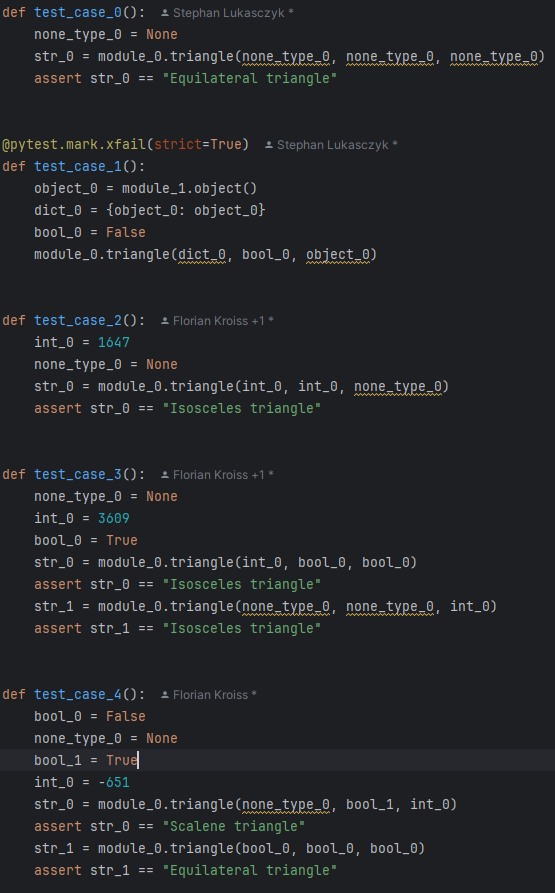 def test_case_0():  Stephan Lukasczyk *
    none_type_0 = None
    str_0 = module_0.triangle(none_type_0, none_type_0, none_type_0)
    assert str_0 == "Equilateral triangle"
@pytest.mark.xfail(strict=True)  Stephan Lukasczyk *
def test_case_1():
    object_0 = module_1.object()
    dict_0 = {object_0: object_0}
    bool_0 = False
    module_0.triangle(dict_0, bool_0, object_0)
def test_case_2():  Florian Kroiss +1 *
    int_0 = 1647
    none_type_0 = None
    str_0 = module_0.triangle(int_0, int_0, none_type_0)
    assert str_0 == "Isosceles triangle"
def test_case_3():  Florian Kroiss +1 *
    none_type_0 = None
    int_0 = 3609
    bool_0 = True
    str_0 = module_0.triangle(int_0, bool_0, bool_0)
    assert str_0 == "Isosceles triangle"
    str_1 = module_0.triangle(none_type_0, none_type_0, int_0)
    assert str_1 == "Isosceles triangle"
def test_case_4():  Florian Kroiss *
    bool_0 = False
    none_type_0 = None
    bool_1 = True
    int_0 = -651
    str_0 = module_0.triangle(none_type_0, bool_1, int_0)
    assert str_0 == "Scalene triangle"
    str_1 = module_0.triangle(bool_0, bool_0, bool_0)
    assert str_1 == "Equilateral triangle"